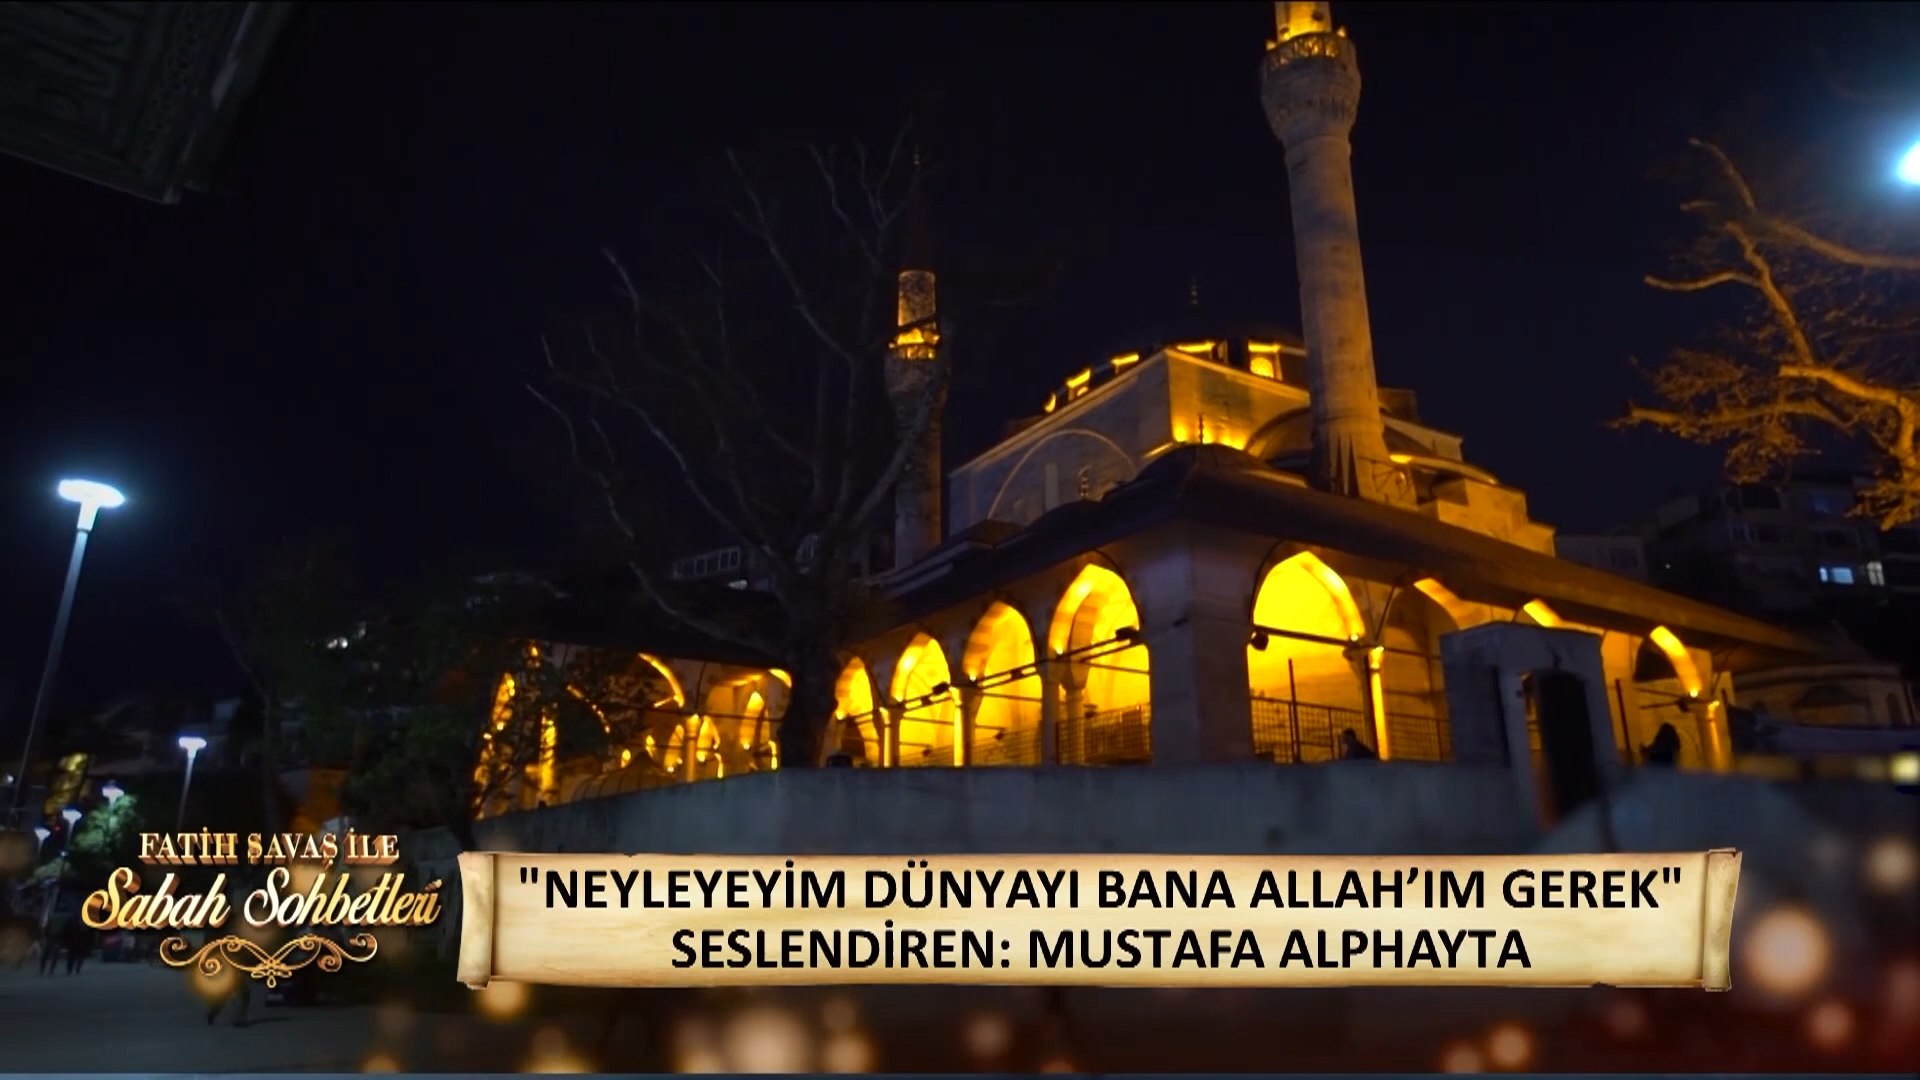 FATİH SAVAŞ İLE
Sabah Sohbetleri
"NEYLEYEYİM DÜNYAYI BANA ALLAH’IM GEREK"
SESLENDİREN: MUSTAFA ALPHAYTA